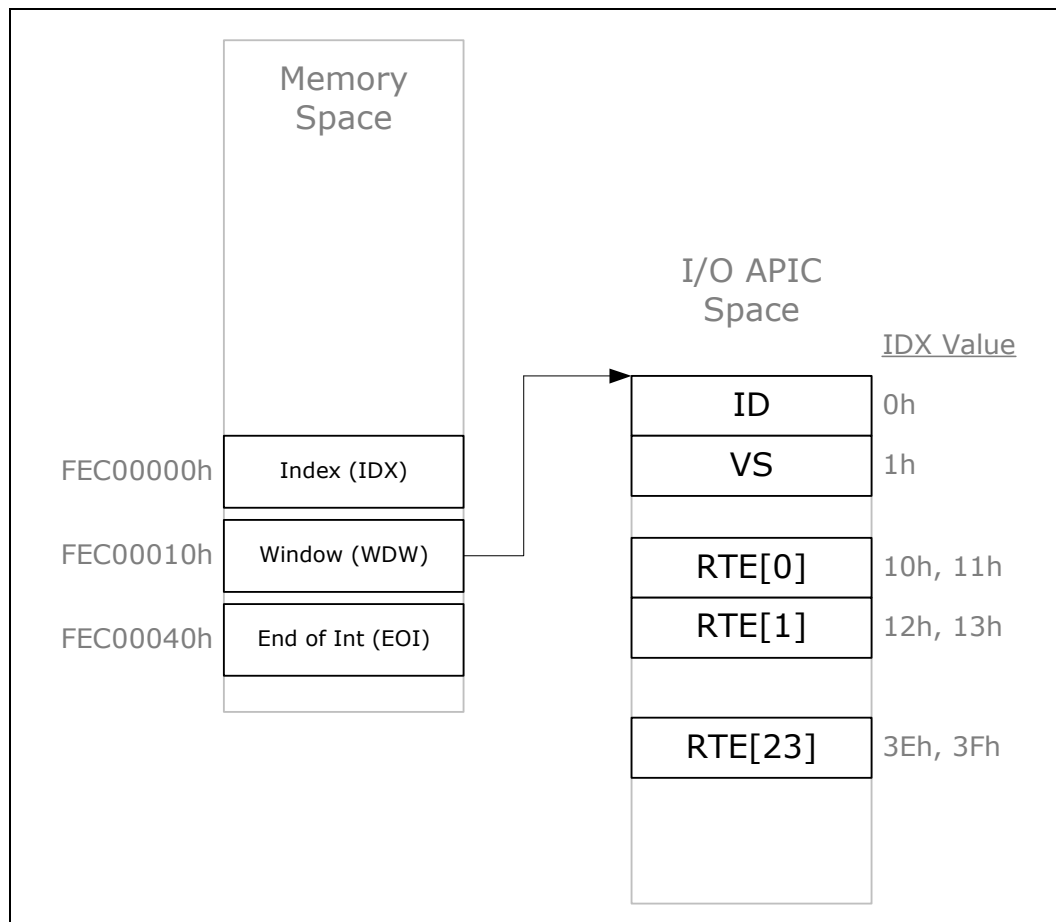 Memory
Space
I/O APIC
Space
IDX Value
ID
0h
VS
1h
FEC00000h
Index (IDX)
FEC00010h
Window (WDW)
RTE[0]
10h, 11h
FEC00040h
End of Int (EOI)
RTE[1]
12h, 13h
RTE[23]
3Eh, 3Fh